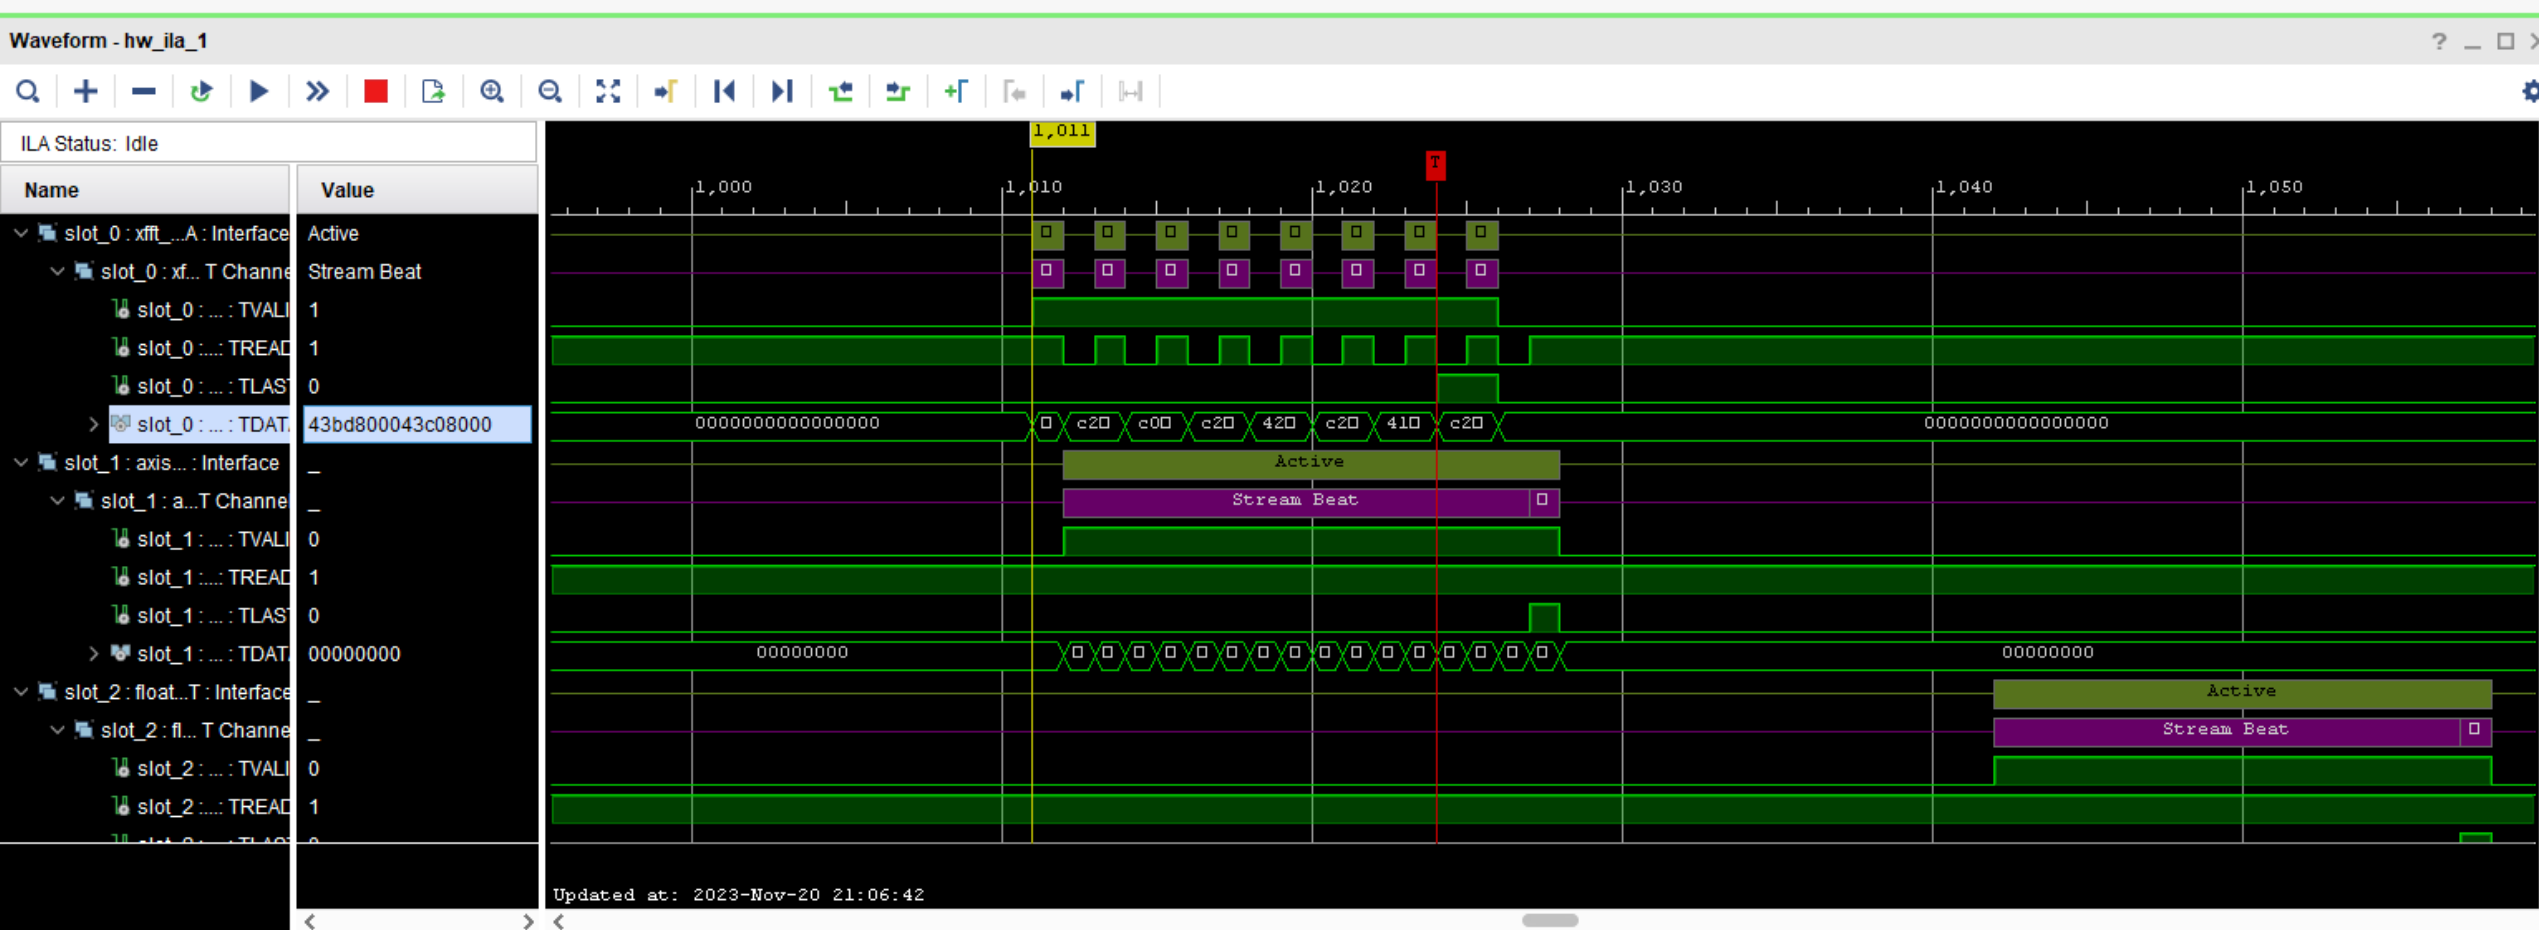 Waveform - hw_ila_1
ILA Status: Idle
1,011
T
Name Value
1,000 1,010 1,020 1,030 1,040 1,050
slot_0 : xfft_...A : Interface Active
slot_0 : xf... T Channe Stream Beat
slot_0 : ... : TVALI 1
slot_0 :...: TREAD 1
slot_0 : ... : TLAST 0
slot_0 : ... : TDAT. 43bd800043c08000 0000000000000000 c2 c0 c2 42 c2 41 c2 0000000000000000
slot_1 : axis... : Interface _ Active
slot_1 : a...T Channel _ Stream Beat
slot_1 : ... : TVALI 0
slot_1 :...: TREAD 1
slot_1 : ... : TLAST 0
slot_1 : ... : TDAT. 00000000 00000000 00000000
slot_2 : float...T : Interface _ Active
slot_2 : fl... T Channe _ Stream Beat
slot_2 : ... : TVALI 0
slot_2 :...: TREAD 1
Updated at: 2023-Nov-20 21:06:42